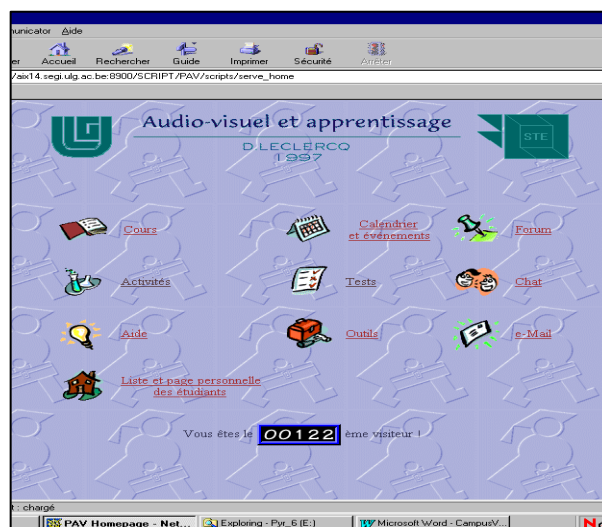 unicator Aide
er Accueil Rechercher Guide Imprimer Sécurité Arrêter
/aix14.segi.ulg.ac.be:8900/SCRIPT/PAV/scripts/serve_home
Audio-visuel et apprentissage
D LECLERCQ
1997
STE
Cours
Calendrier
et événements
Forum
Activités
Tests
Chat
Aide
Outils
e-Mail
Liste et page personnelle
des étudiants
Vous êtes le 00122 ème visiteur !
t : chargé
PAV Homepage - Net... Exploring - Pyr_6 (E:) Microsoft Word - CampusV... N